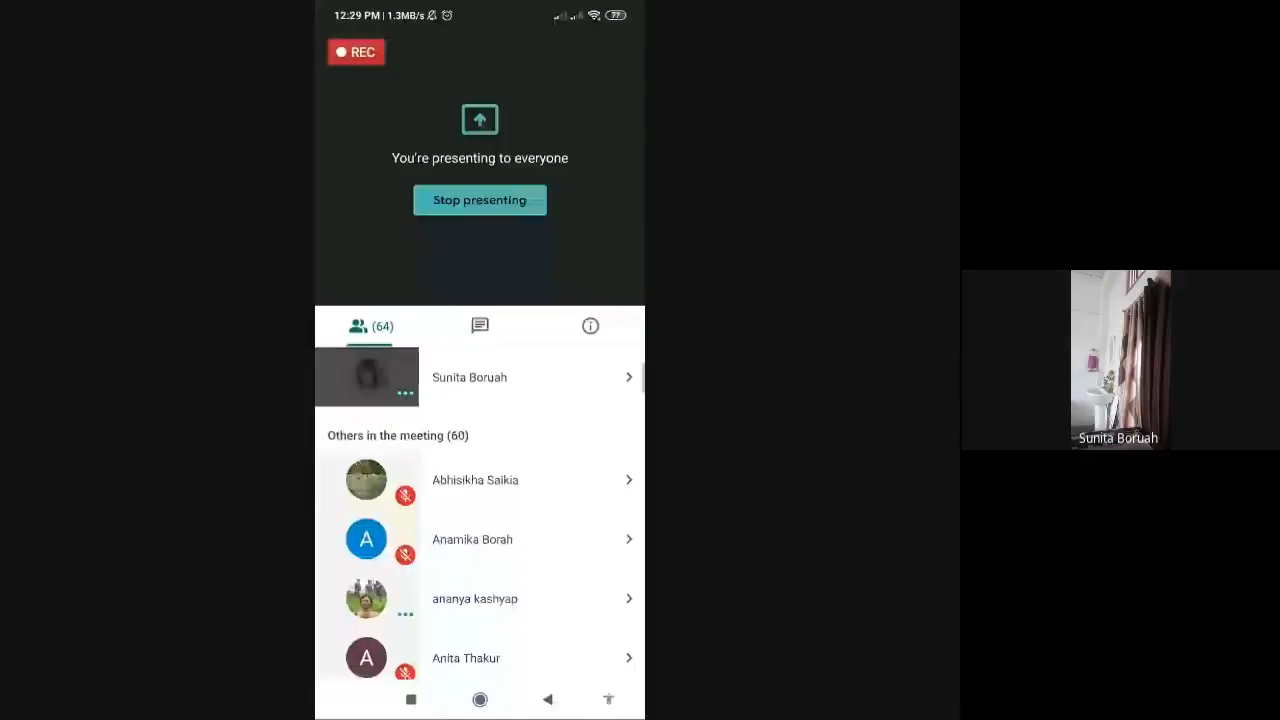 12:29 PM | 1.3MB/s
77
REC
You're presenting to everyone
Stop presenting
(64)
Sunita Boruah
Others in the meeting (60)
Abhisikha Saikia
A
Anamika Borah
ananya kashyap
A
Anita Thakur
Sunita Boruah